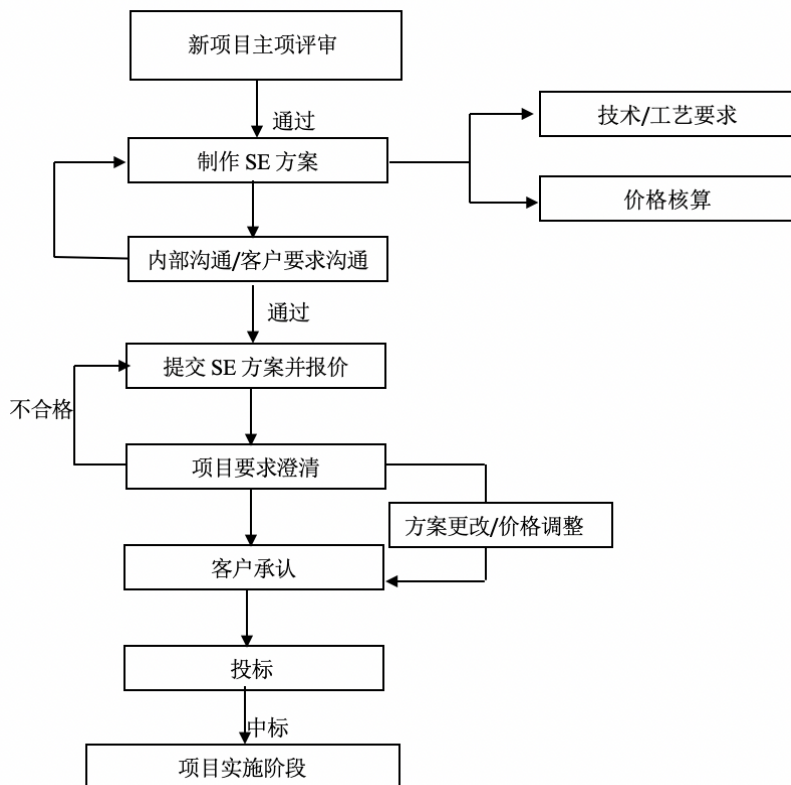 新项目主项评审
通过
技术/工艺要求
制作 SE 方案
价格核算
内部沟通/客户要求沟通
通过
提交 SE 方案并报价
不合格
项目要求澄清
方案更改/价格调整
客户承认
投标
中标
项目实施阶段